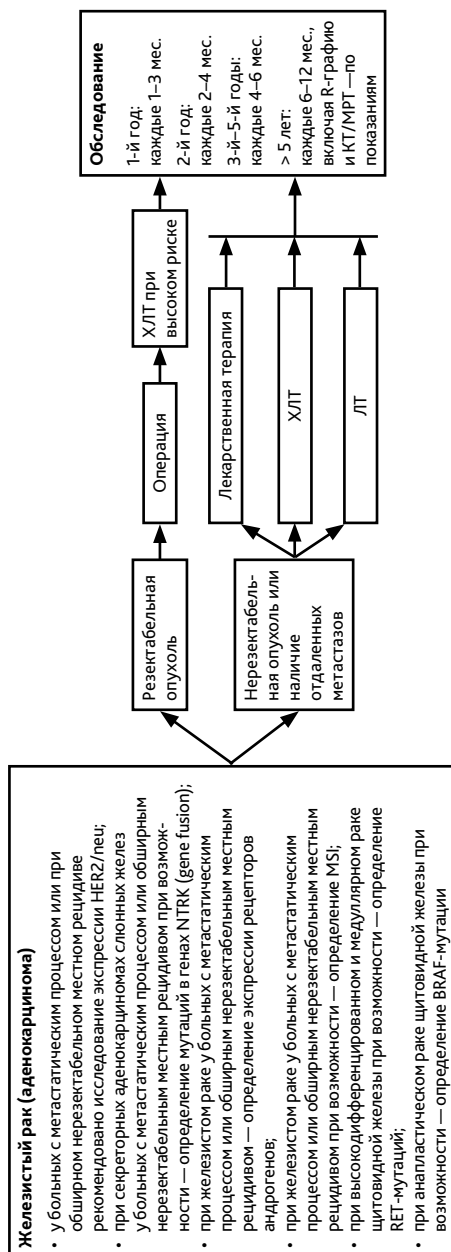 Железистый рак (аденокарцинома)
• у больных с метастатическим процессом или при
обширном нерезектабельном местном рецидиве
рекомендовано исследование экспрессии HER2/neu;
• при секреторных аденокарциномах слюнных желез
у больных с метастатическим процессом или обширным
нерезектабельным местным рецидивом при возмож-
ности — определение мутаций в генах NTRK (gene fusion);
• при железистом раке у больных с метастатическим
процессом или обширным нерезектабельным местным
рецидивом — определение экспрессии рецепторов
андрогенов;
• при железистом раке у больных с метастатическим
процессом или обширным нерезектабельным местным
рецидивом при возможности — определение MSI;
• при высокодифференцированном и медуллярном раке
щитовидной железы при возможности — определение
RET-мутаций;
• при анапластическом раке щитовидной железы при
возможности — определение BRAF-мутации
Резектабельная
опухоль
Операция
ХЛТ при
высоком риске
Нерезектабель-
ная опухоль или
наличие
отдаленных
метастазов
Лекарственная терапия
ХЛТ
ЛТ
Обследование
1-й год:
каждые 1–3 мес.
2-й год:
каждые 2–4 мес.
3-й–5-й годы:
каждые 4–6 мес.
> 5 лет:
каждые 6–12 мес.,
включая R-графию
и КТ/МРТ —по
показаниям